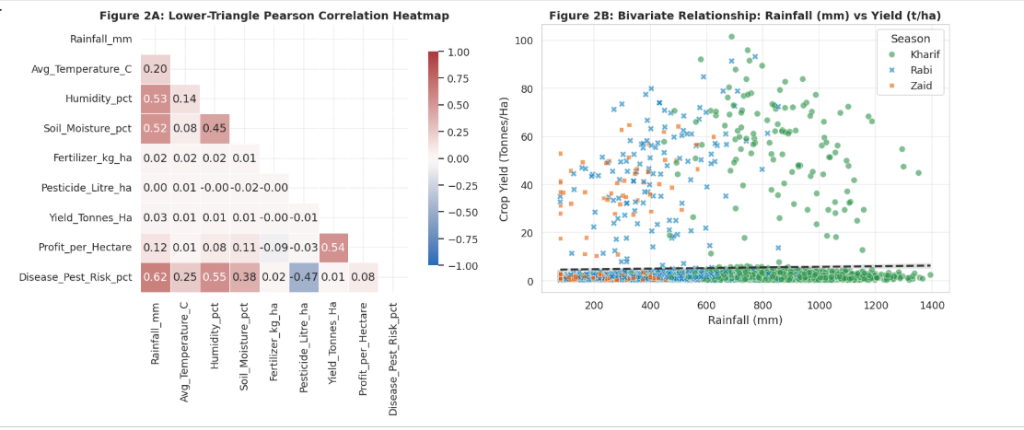 Figure 2A: Lower-Triangle Pearson Correlation Heatmap
Rainfall_mm
Avg_Temperature_C 0.20
Humidity_pct 0.53 0.14
Soil_Moisture_pct 0.52 0.08 0.45
Fertilizer_kg_ha 0.02 0.02 0.02 0.01
Pesticide_Litre_ha 0.00 0.01 -0.00 -0.02 -0.00
Yield_Tonnes_Ha 0.03 0.01 0.01 0.01 -0.00 -0.01
Profit_per_Hectare 0.12 0.01 0.08 0.11 -0.09 -0.03 0.54
Disease_Pest_Risk_pct 0.62 0.25 0.55 0.38 0.02 -0.47 0.01 0.08
Rainfall_mm
Avg_Temperature_C
Humidity_pct
Soil_Moisture_pct
Fertilizer_kg_ha
Pesticide_Litre_ha
Yield_Tonnes_Ha
Profit_per_Hectare
Disease_Pest_Risk_pct
1.00
0.75
0.50
0.25
0.00
−0.25
−0.50
−0.75
−1.00
Figure 2B: Bivariate Relationship: Rainfall (mm) vs Yield (t/ha)
Season
Kharif
Rabi
Zaid
Crop Yield (Tonnes/Ha)
100
80
60
40
20
0
200 400 600 800 1000 1200 1400
Rainfall (mm)